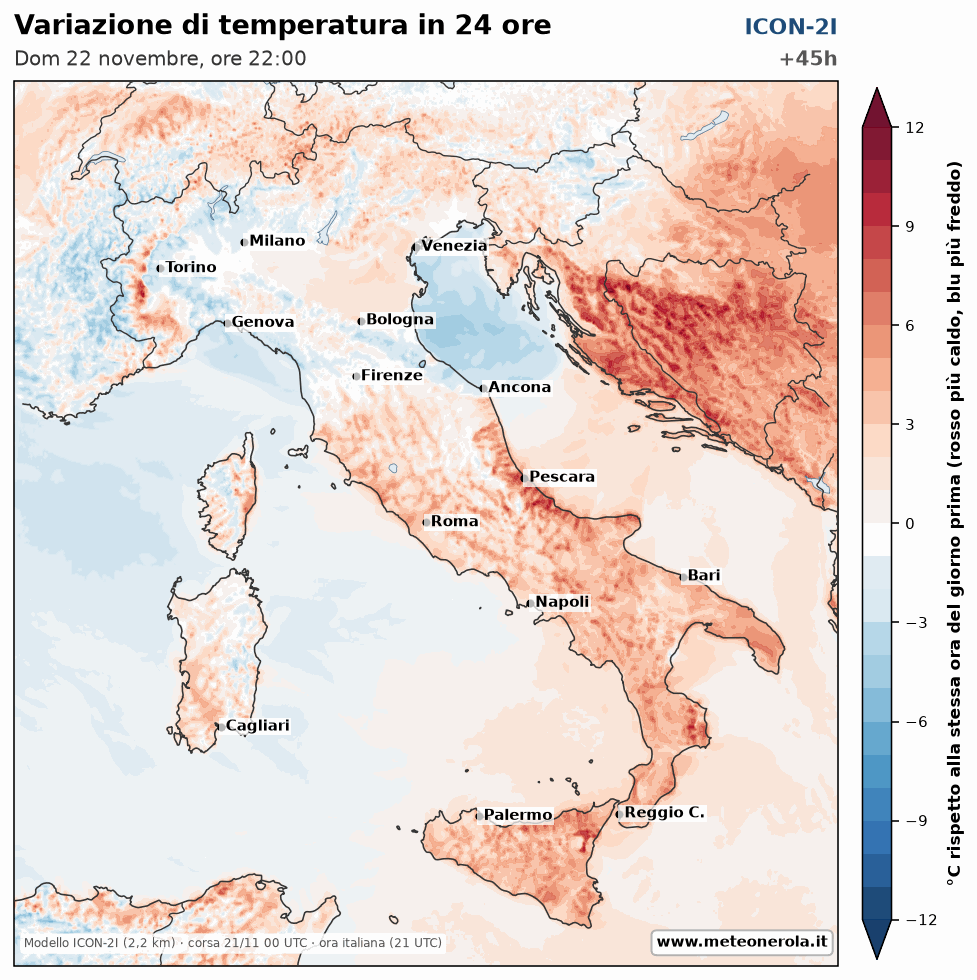 Variazione di temperatura in 24 ore
ICON-2I
Dom 22 novembre, ore 22:00
+45h
Milano
Venezia
Torino
Genova
Bologna
Firenze
Ancona
Pescara
Roma
Bari
Napoli
Cagliari
Palermo
Reggio C.
12
9
6
3
0
−3
−6
−9
−12
°C rispetto alla stessa ora del giorno prima (rosso più caldo, blu più freddo)
Modello ICON-2I (2,2 km) · corsa 21/11 00 UTC · ora italiana (21 UTC)
www.meteonerola.it